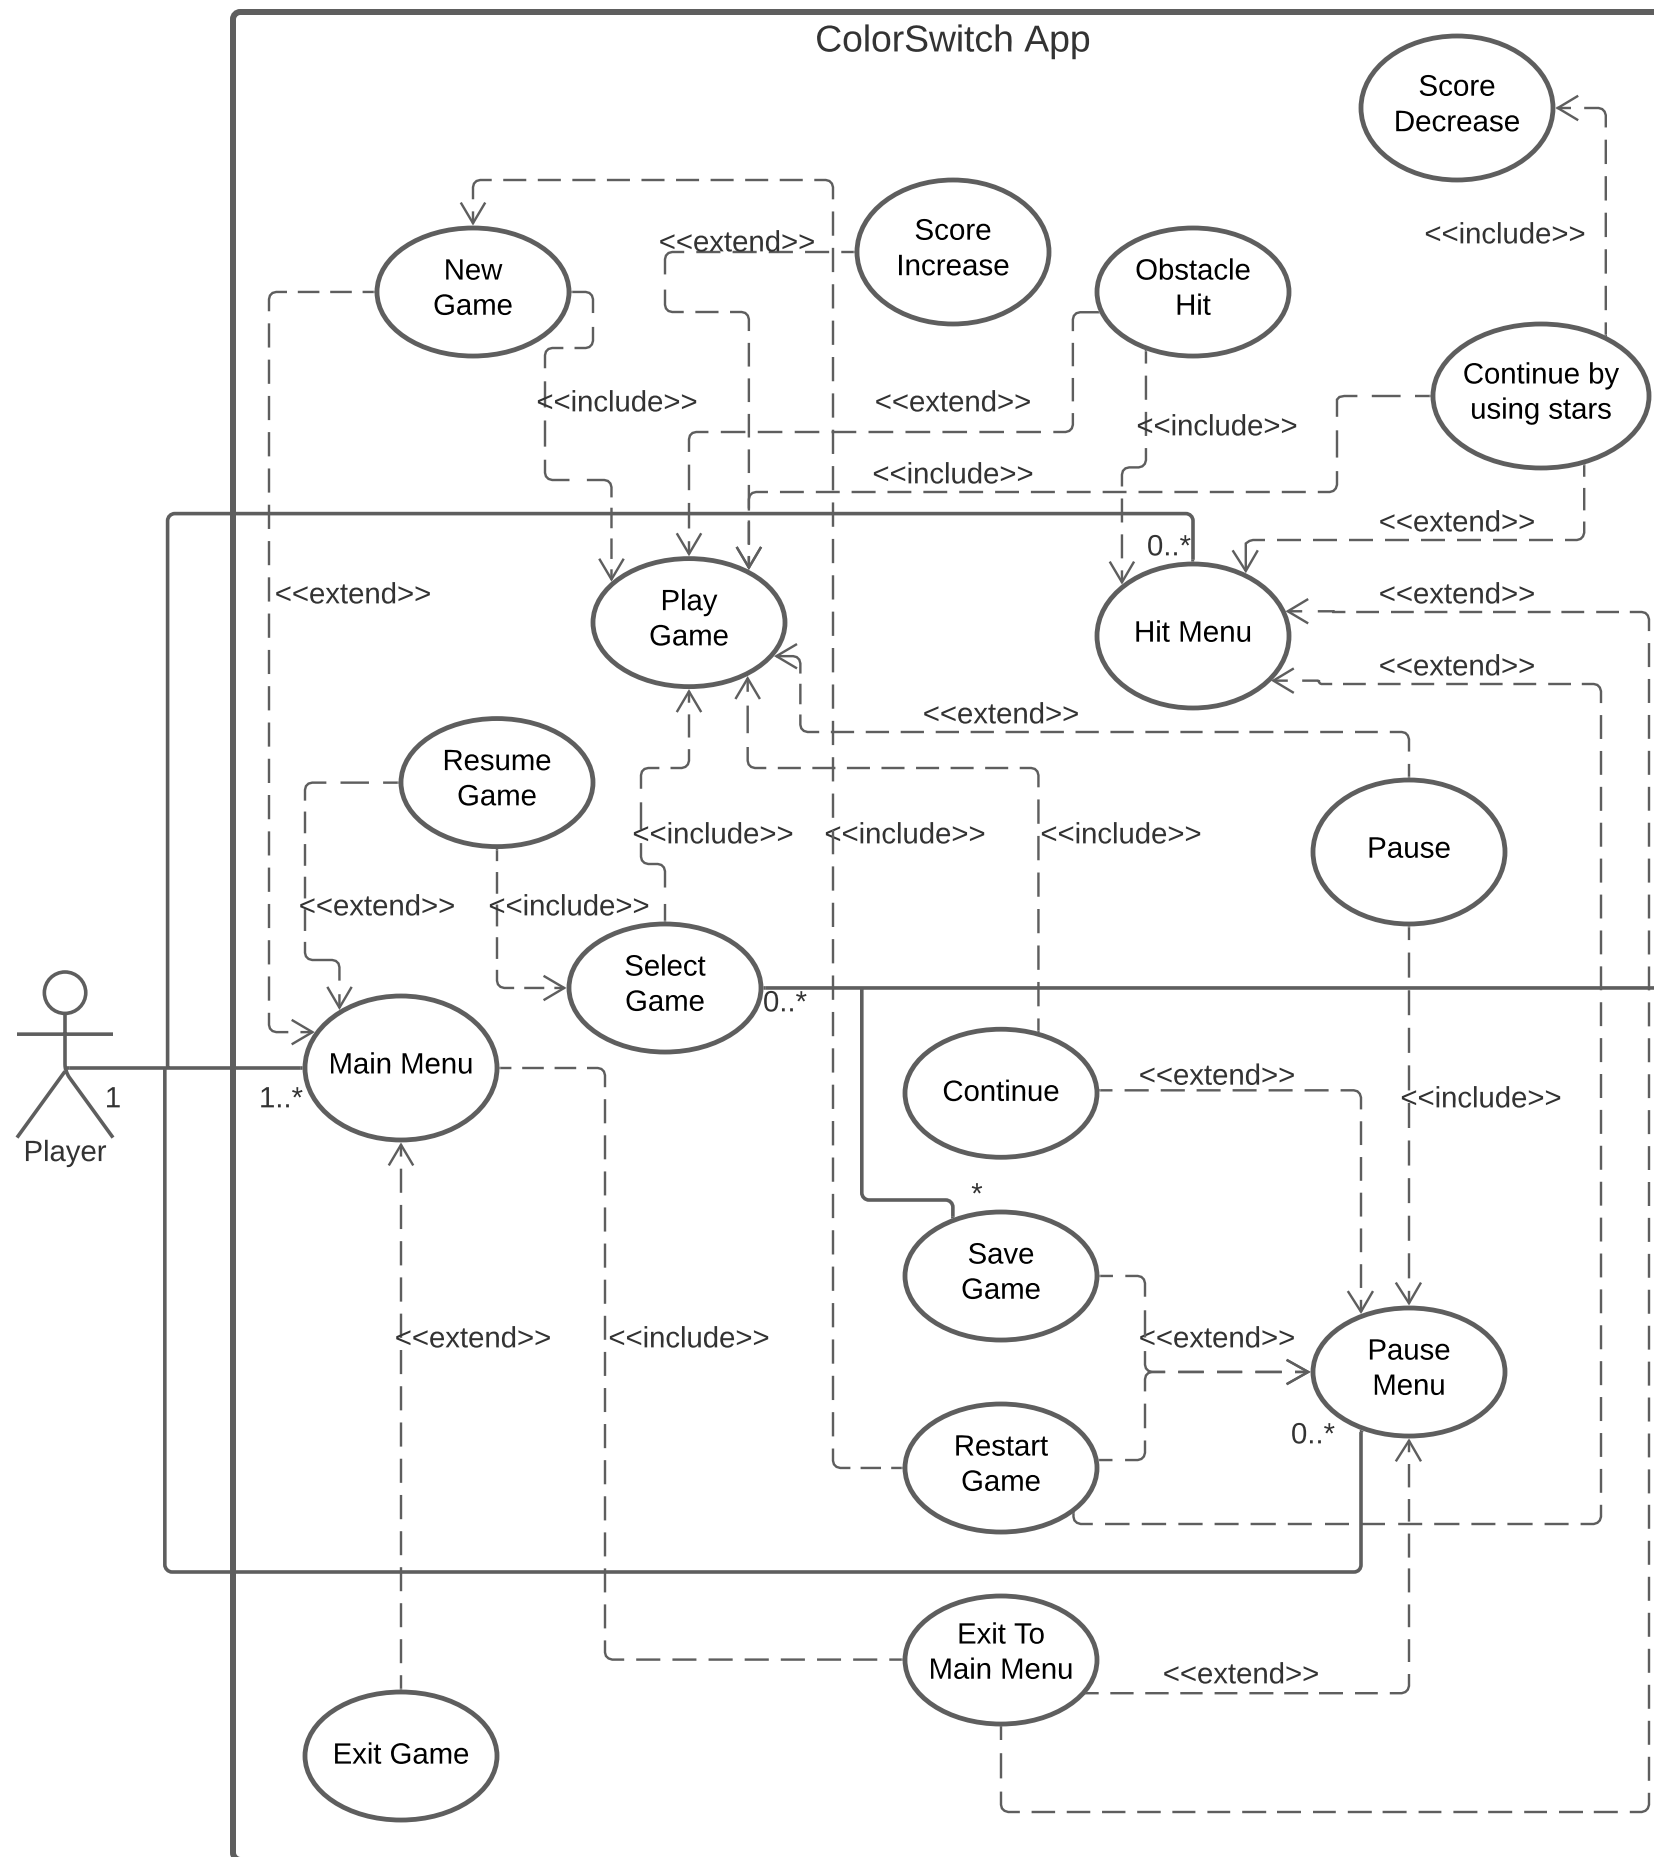 ColorSwitch App
Score
Decrease
<<include>>
<<extend>>
Score
Increase
New
Game
Obstacle
Hit
Continue by
using stars
<<include>>
<<extend>>
<<include>>
<<include>>
<<extend>>
0..*
<<extend>>
<<extend>>
Play
Game
Hit Menu
<<extend>>
<<extend>>
Resume
Game
<<include>>
<<include>>
<<include>>
Pause
<<extend>>
<<include>>
Select
Game
0..*
Main Menu
1
1..*
Player
Continue
<<extend>>
<<include>>
*
Save
Game
<<extend>>
<<include>>
<<extend>>
Pause
Menu
0..*
Restart
Game
Exit To
Main Menu
<<extend>>
Exit Game